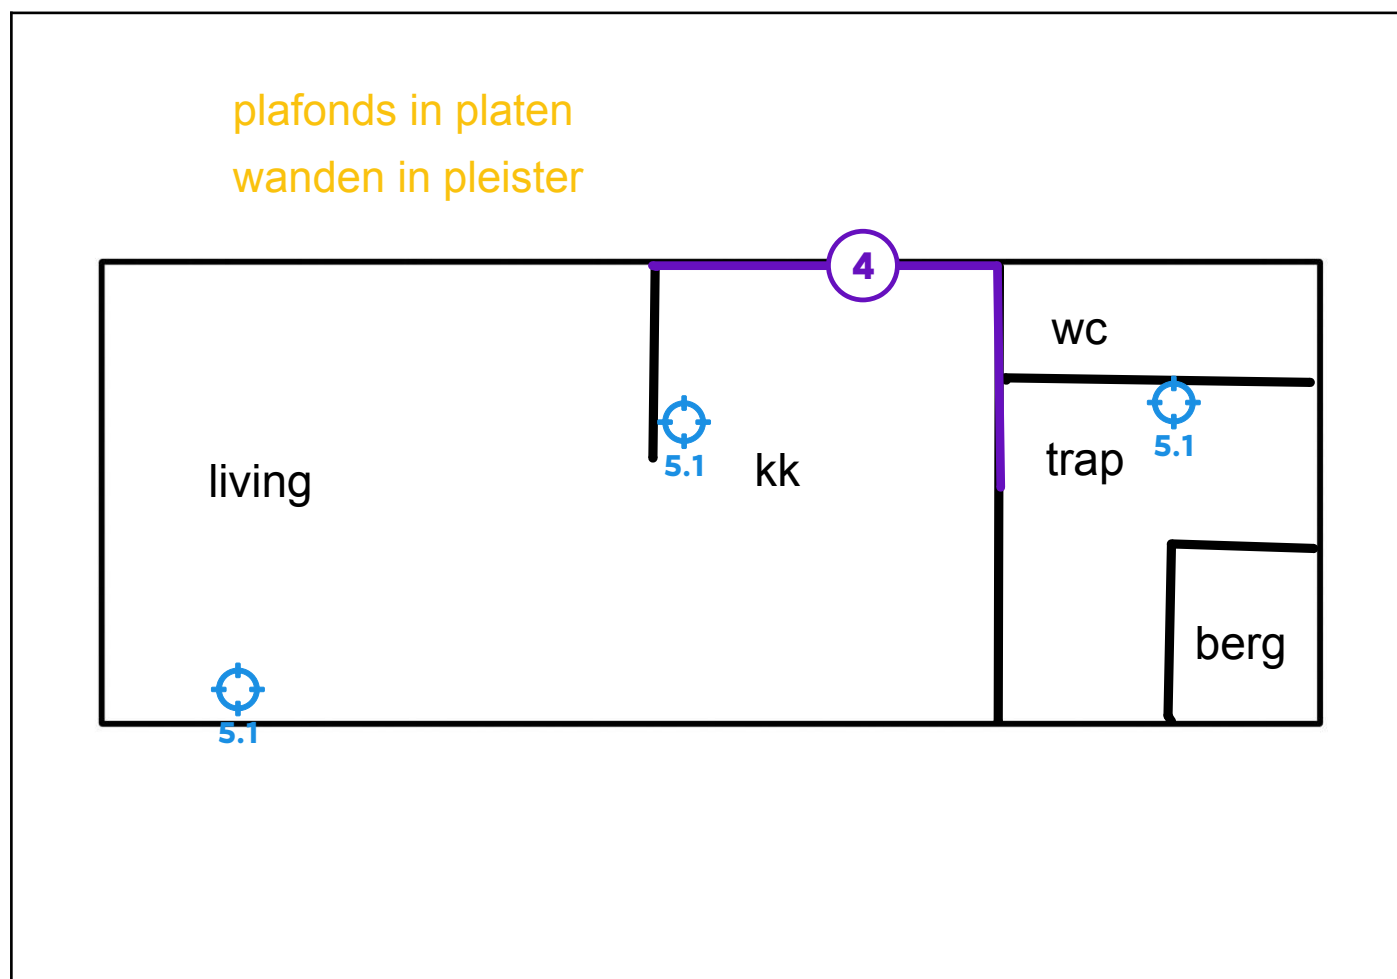 plafonds in platen
wanden in pleister
4
wc
5.1
trap
5.1
kk
living
berg
5.1